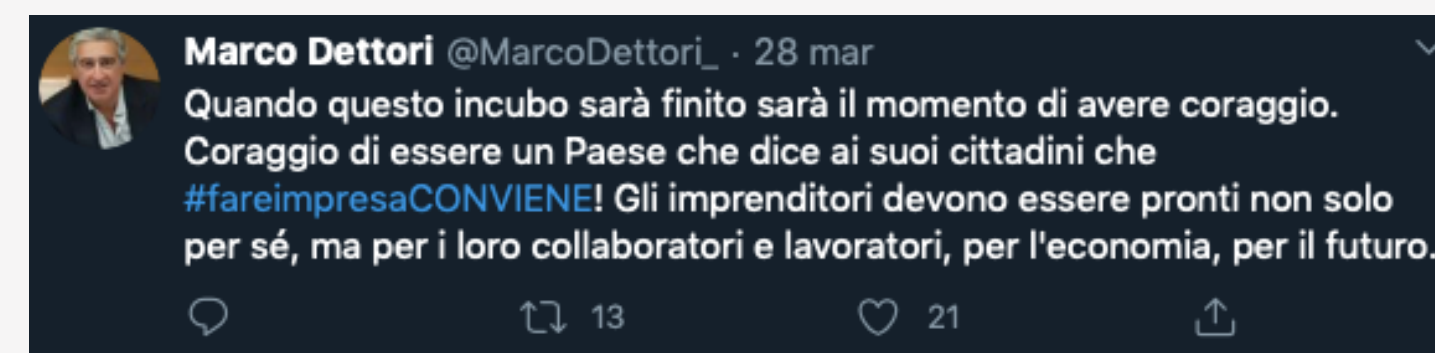 Marco Dettori @MarcoDettori_ · 28 mar
Quando questo incubo sarà finito sarà il momento di avere coraggio.
Coraggio di essere un Paese che dice ai suoi cittadini che
#fareimpresaCONVIENE! Gli imprenditori devono essere pronti non solo
per sé, ma per i loro collaboratori e lavoratori, per l'economia, per il futuro.
13 21